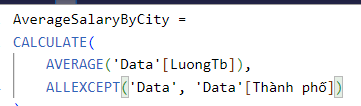 AverageSalaryByCity =
CALCULATE(
AVERAGE('Data'[LuongTb]),
ALLEXCEPT('Data', 'Data'[Thành phố])
)